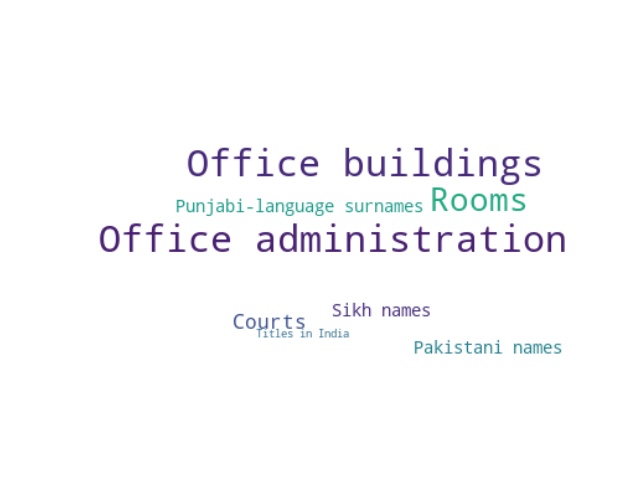 Office buildings
Punjabi-language surnames
Rooms
Office administration
Sikh names
Courts
Titles in India
Pakistani names